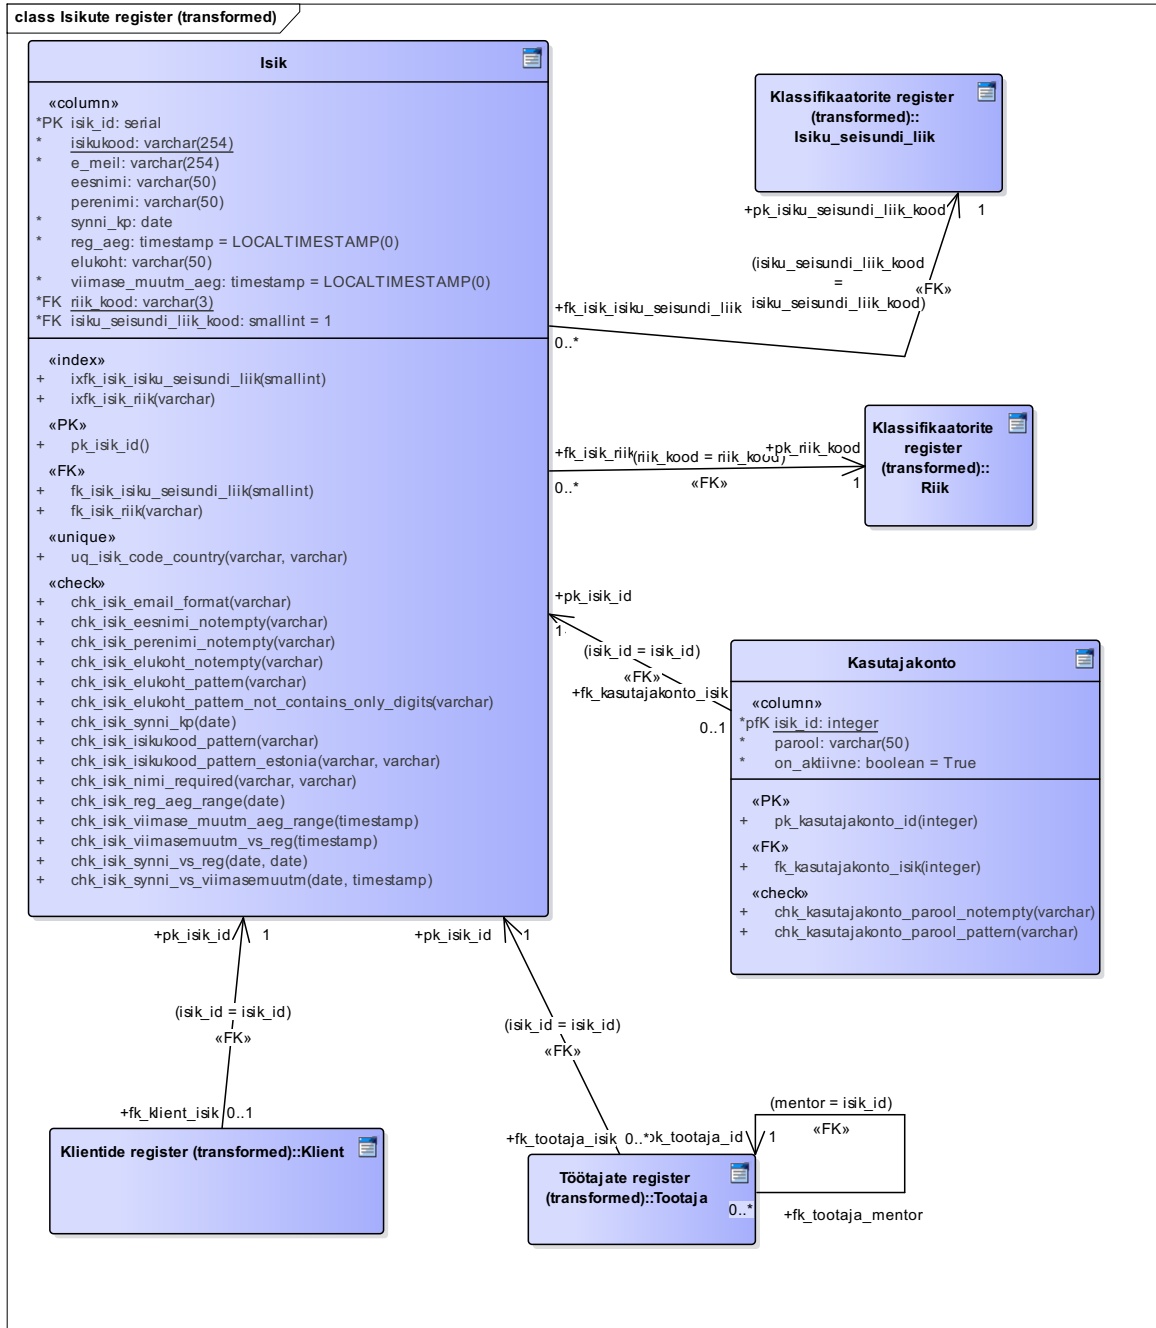 class Isikute register (transformed)
Isik
«column»
*PK isik_id: serial
* isikukood: varchar(254)
* e_meil: varchar(254)
eesnimi: varchar(50)
perenimi: varchar(50)
* synni_kp: date
* reg_aeg: timestamp = LOCALTIMESTAMP(0)
elukoht: varchar(50)
* viimase_muutm_aeg: timestamp = LOCALTIMESTAMP(0)
*FK riik_kood: varchar(3)
*FK isiku_seisundi_liik_kood: smallint = 1
«index»
+ ixfk_isik_isiku_seisundi_liik(smallint)
+ ixfk_isik_riik(varchar)
«PK»
+ pk_isik_id()
«FK»
+ fk_isik_isiku_seisundi_liik(smallint)
+ fk_isik_riik(varchar)
«unique»
+ uq_isik_code_country(varchar, varchar)
«check»
+ chk_isik_email_format(varchar)
+ chk_isik_eesnimi_notempty(varchar)
+ chk_isik_perenimi_notempty(varchar)
+ chk_isik_elukoht_notempty(varchar)
+ chk_isik_elukoht_pattern(varchar)
+ chk_isik_elukoht_pattern_not_contains_only_digits(varchar)
+ chk_isik_synni_kp(date)
+ chk_isik_isikukood_pattern(varchar)
+ chk_isik_isikukood_pattern_estonia(varchar, varchar)
+ chk_isik_nimi_required(varchar, varchar)
+ chk_isik_reg_aeg_range(date)
+ chk_isik_viimase_muutm_aeg_range(timestamp)
+ chk_isik_viimasemuutm_vs_reg(timestamp)
+ chk_isik_synni_vs_reg(date, date)
+ chk_isik_synni_vs_viimasemuutm(date, timestamp)
Klassifikaatorite register
(transformed)::
Isiku_seisundi_liik
+pk_isiku_seisundi_liik_kood 1
(isiku_seisundi_liik_kood
=
isiku_seisundi_liik_kood)
«FK»
+fk_isik_isiku_seisundi_liik
0..*
Klassifikaatorite
register
(transformed)::
Riik
+fk_isik_riik
(riik_kood = riik_kood)
+pk_riik_kood
0..*
«FK»
1
+pk_isik_id
1
(isik_id = isik_id)
«FK»
+fk_kasutajakonto_isik
0..1
Kasutajakonto
«column»
*pfK isik_id: integer
* parool: varchar(50)
* on_aktiivne: boolean = True
«PK»
+ pk_kasutajakonto_id(integer)
«FK»
+ fk_kasutajakonto_isik(integer)
«check»
+ chk_kasutajakonto_parool_notempty(varchar)
+ chk_kasutajakonto_parool_pattern(varchar)
+pk_isik_id 1
(isik_id = isik_id)
«FK»
+fk_klient_isik 0..1
Klientide register (transformed)::Klient
+pk_isik_id 1
(isik_id = isik_id)
«FK»
+fk_tootaja_isik 0..*
pk_tootaja_id 1
(mentor = isik_id)
«FK»
Töötajate register
(transformed)::Tootaja
0..*
+fk_tootaja_mentor